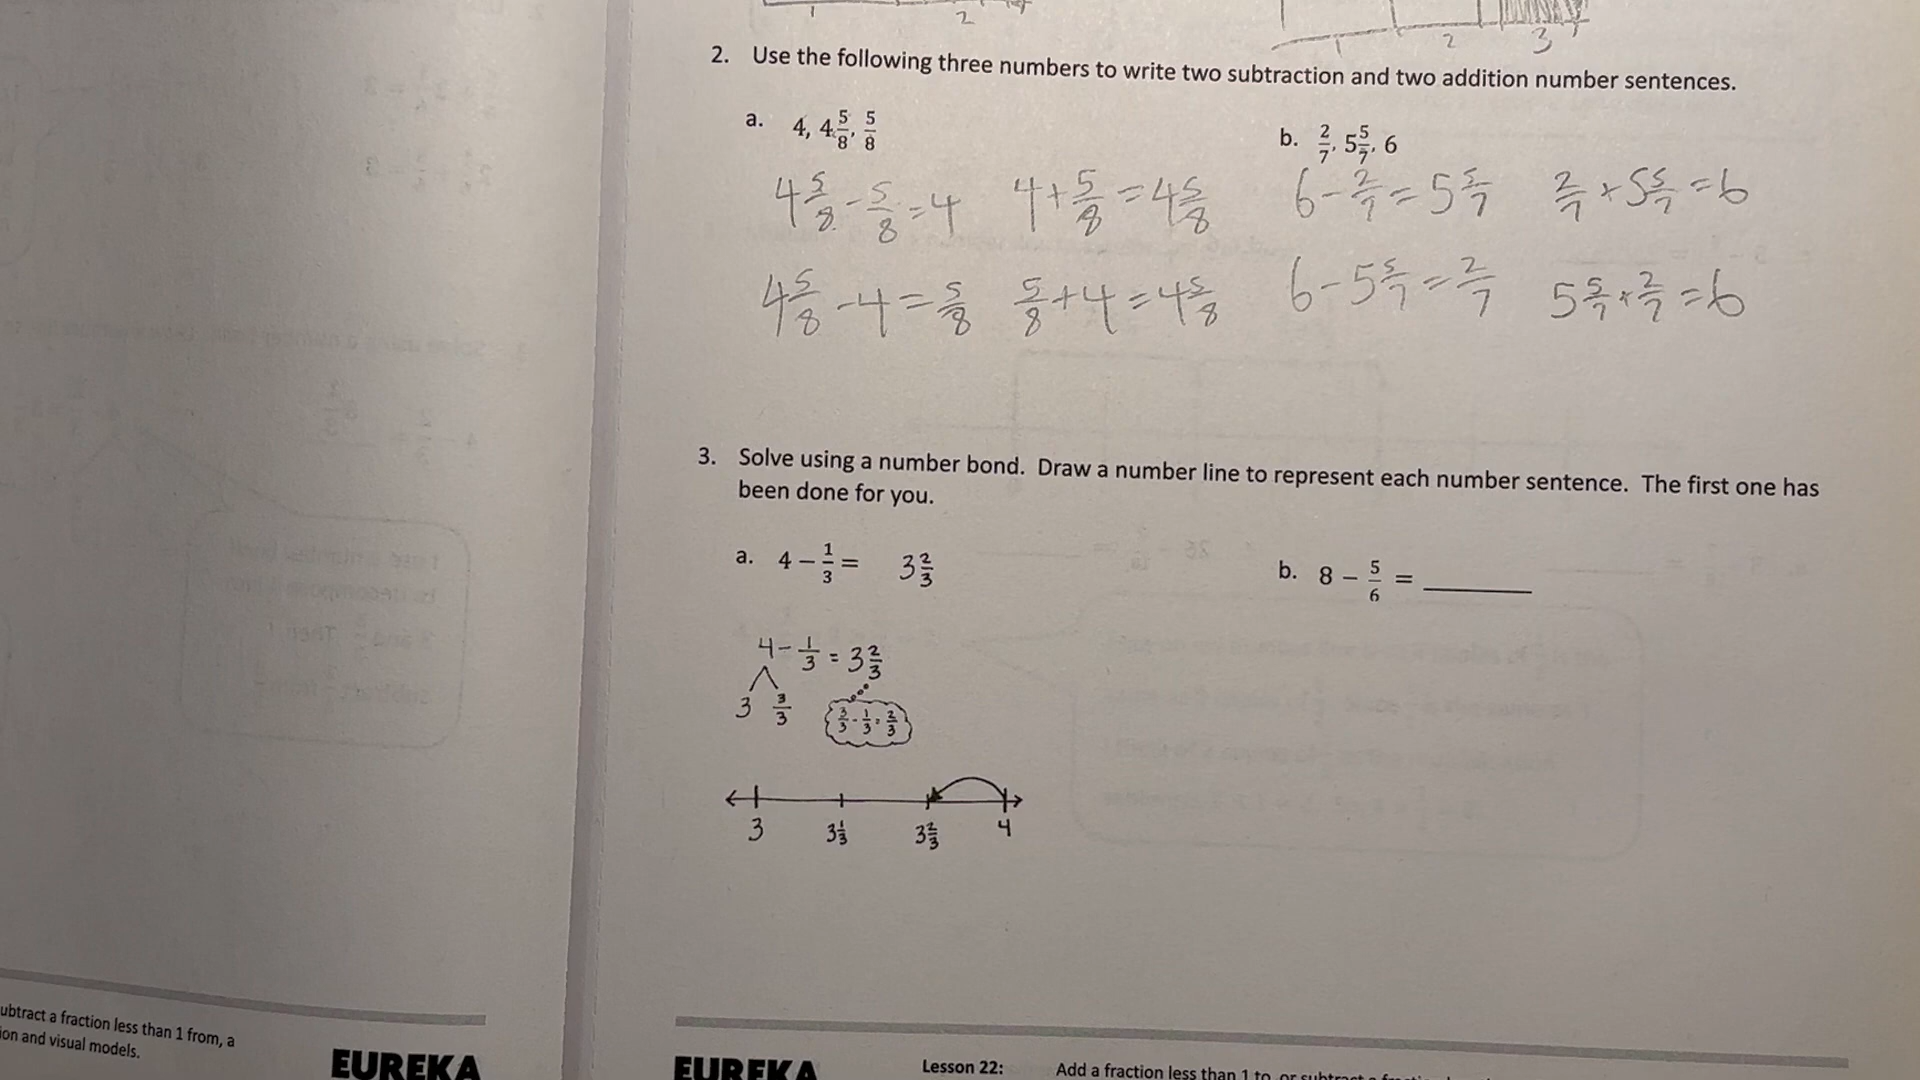 1 2
1 2 3
2. Use the following three numbers to write two subtraction and two addition number sentences.
a. 4, 4 5/8, 5/8
b. 2/7, 5 5/7, 6
4 5/8 - 5/8 = 4 4 + 5/8 = 4 5/8
6 - 2/7 = 5 5/7 2/7 + 5 5/7 = 6
4 5/8 - 4 = 5/8 5/8 + 4 = 4 5/8
6 - 5 5/7 = 2/7 5 5/7 + 2/7 = 6
3. Solve using a number bond. Draw a number line to represent each number sentence. The first one has
been done for you.
a. 4 - 1/3 = 3 2/3
b. 8 - 5/6 = ________
4 - 1/3 = 3 2/3
3 3/3
3/3 - 1/3 = 2/3
3 3 1/3 3 2/3 4
ubtract a fraction less than 1 from, a
ion and visual models.
EUREKA
EUREKA
Lesson 22: Add a fraction less than 1 to, or subtract a